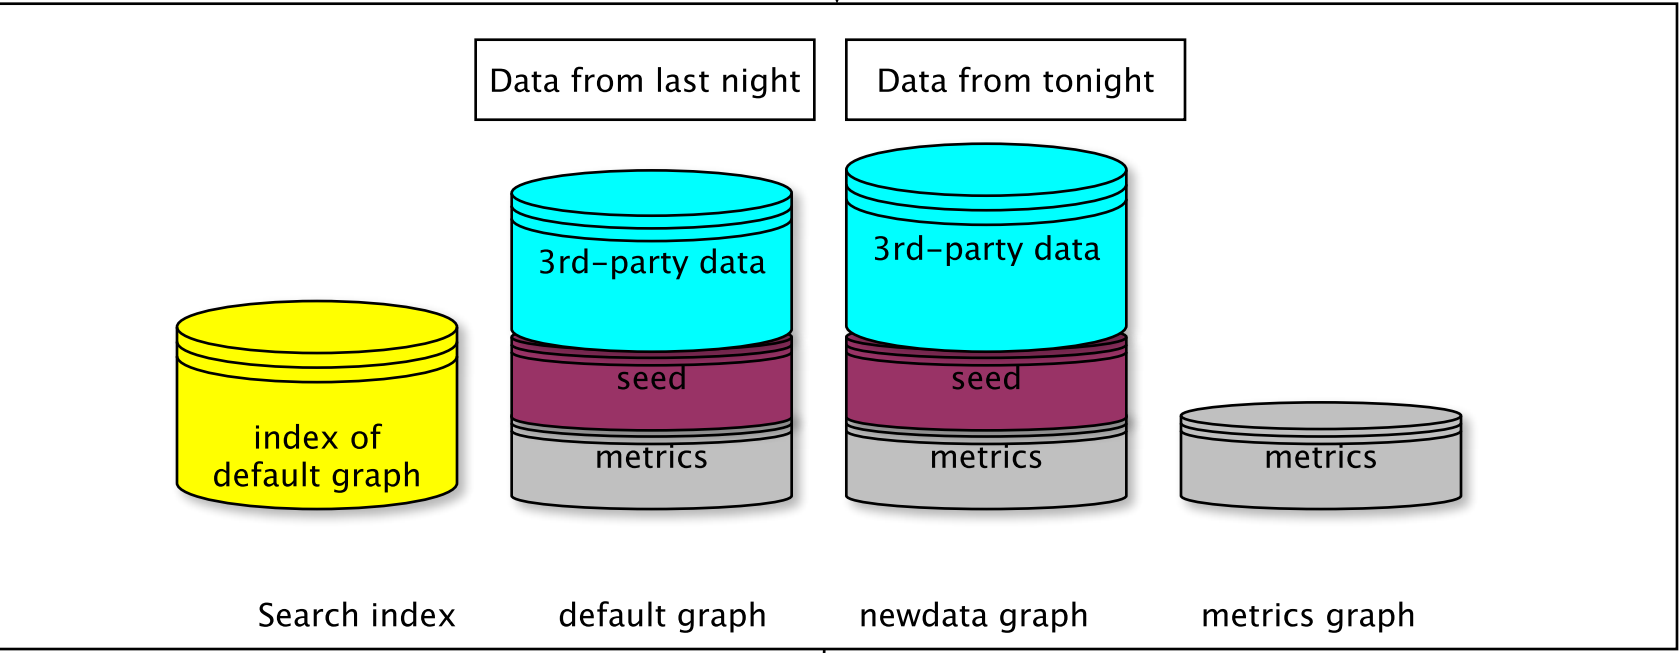 Data from last night
Data from tonight
3rd-party data
3rd-party data
seed
seed
index of
default graph
metrics
metrics
metrics
Search index
default graph
newdata graph
metrics graph